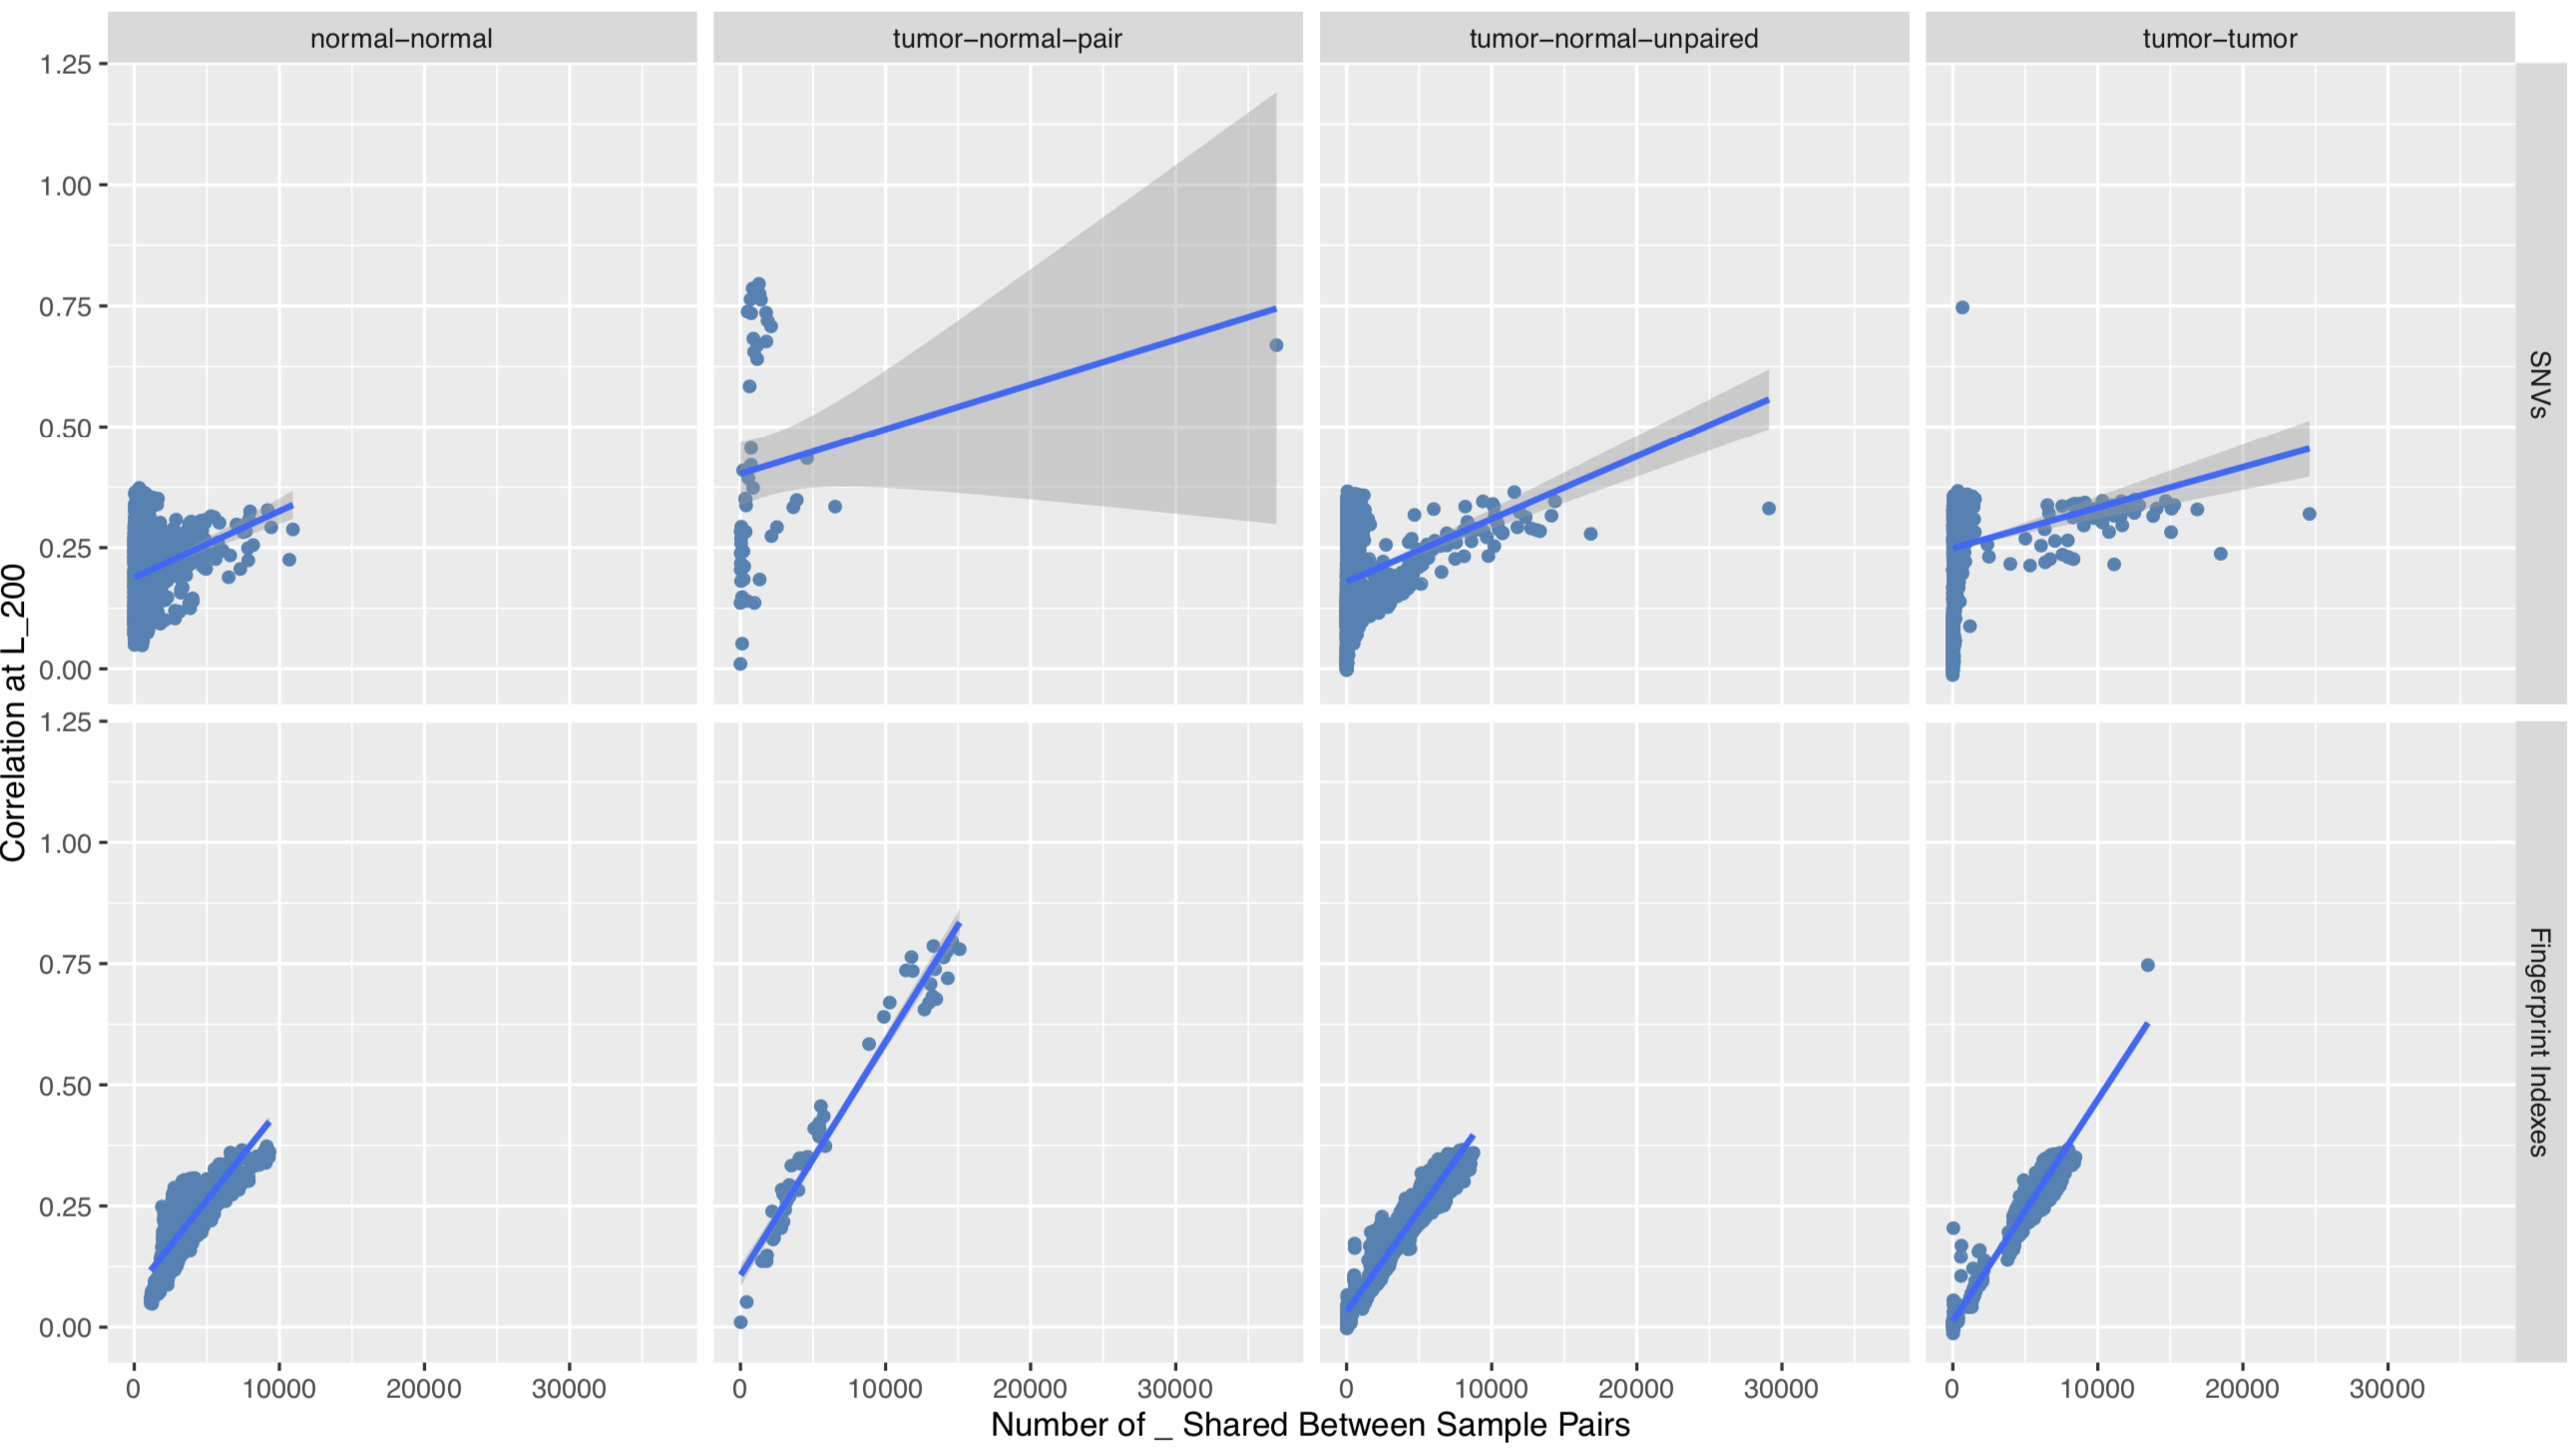 normal–normal
tumor–normal–pair
tumor–normal–unpaired
tumor–tumor
1.25
1.00
0.75
0.50
0.25
0.00
SNVs
Correlation at L_200
1.25
1.00
0.75
0.50
0.25
0.00
Fingerprint Indexes
0 10000 20000 30000
0 10000 20000 30000
0 10000 20000 30000
0 10000 20000 30000
Number of _ Shared Between Sample Pairs